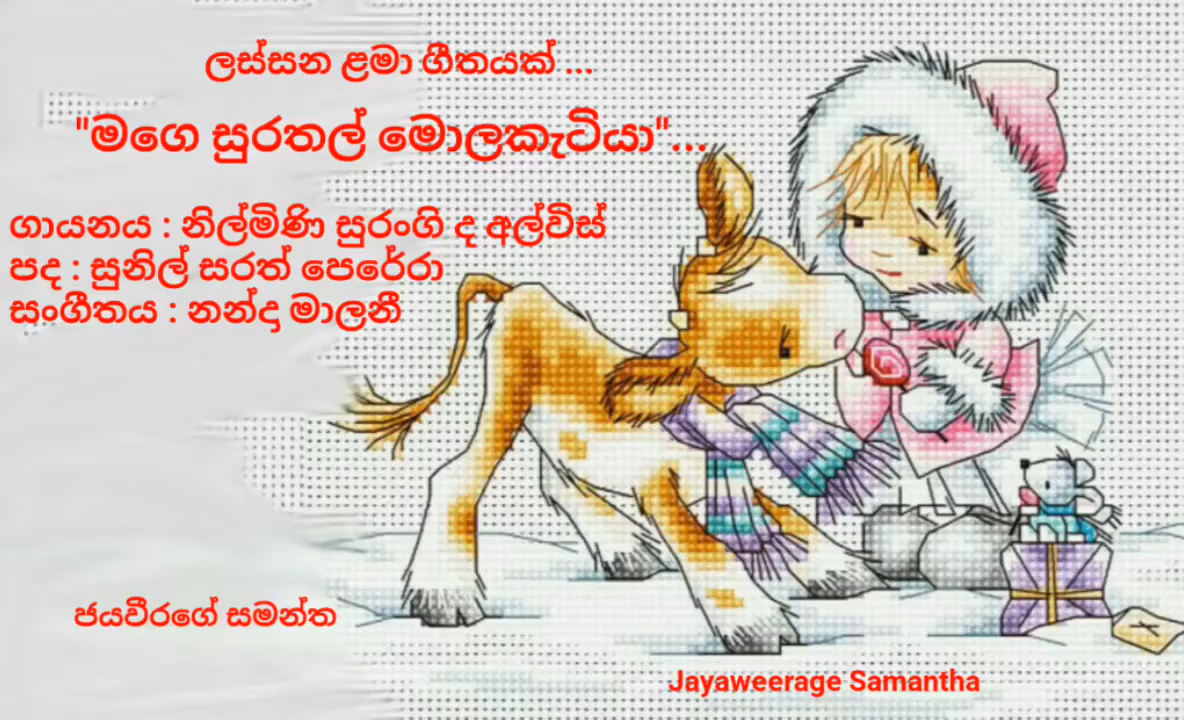 ලස්සන ළමා ගීතයක් ...
"මගෙ සුරතල් මොලකැටියා"...
ගායනය : නිල්මිණි සුරංගි ද අල්විස්
පද : සුනිල් සරත් පෙරේරා
සංගීතය : නන්දා මාලනී
ජයවීරගේ සමන්ත
Jayaweerage Samantha